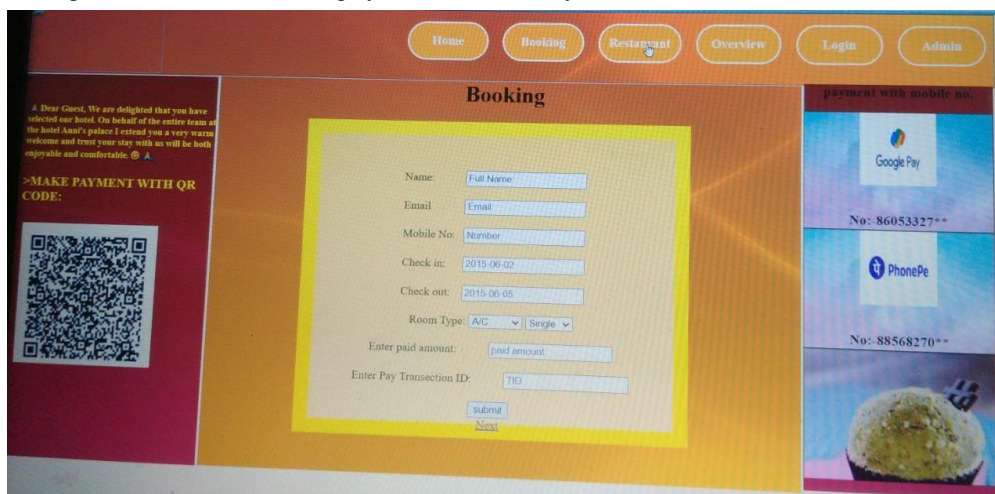 Home
Booking
Restaurant
Overview
Login
Admin
Dear Guest, We are delighted that you have
selected our hotel. On behalf of the entire team at
the hotel Anni's palace I extend you a very warm
welcome and trust your stay with us will be both
enjoyable and comfortable.
>MAKE PAYMENT WITH QR
CODE:
Booking
Name: Full Name
Email Email
Mobile No: Number
Check in: 2015-06-02
Check out: 2015-06-05
Room Type: A/C Single
Enter paid amount: paid amount
Enter Pay Transection ID: TID
submit
Next
payment with mobile no.
Google Pay
No: 86053327**
PhonePe
No: 88568270**